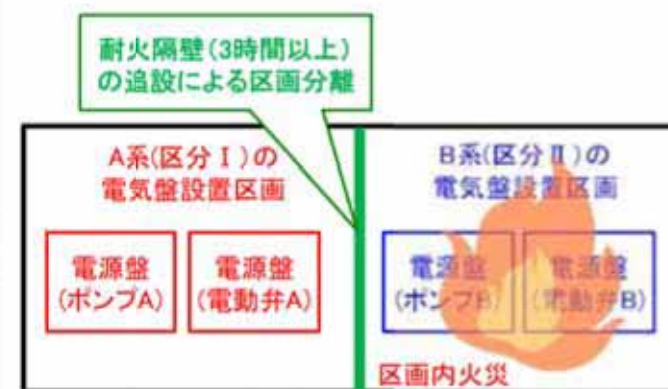 耐火隔壁(3時間以上)
の追設による区画分離
A系(区分Ⅰ)の
電気盤設置区画
B系(区分Ⅱ)の
電気盤設置区画
電源盤
(ポンプA)
電源盤
(電動弁A)
電源盤
(ポンプB)
電源盤
(電動弁B)
区画内火災